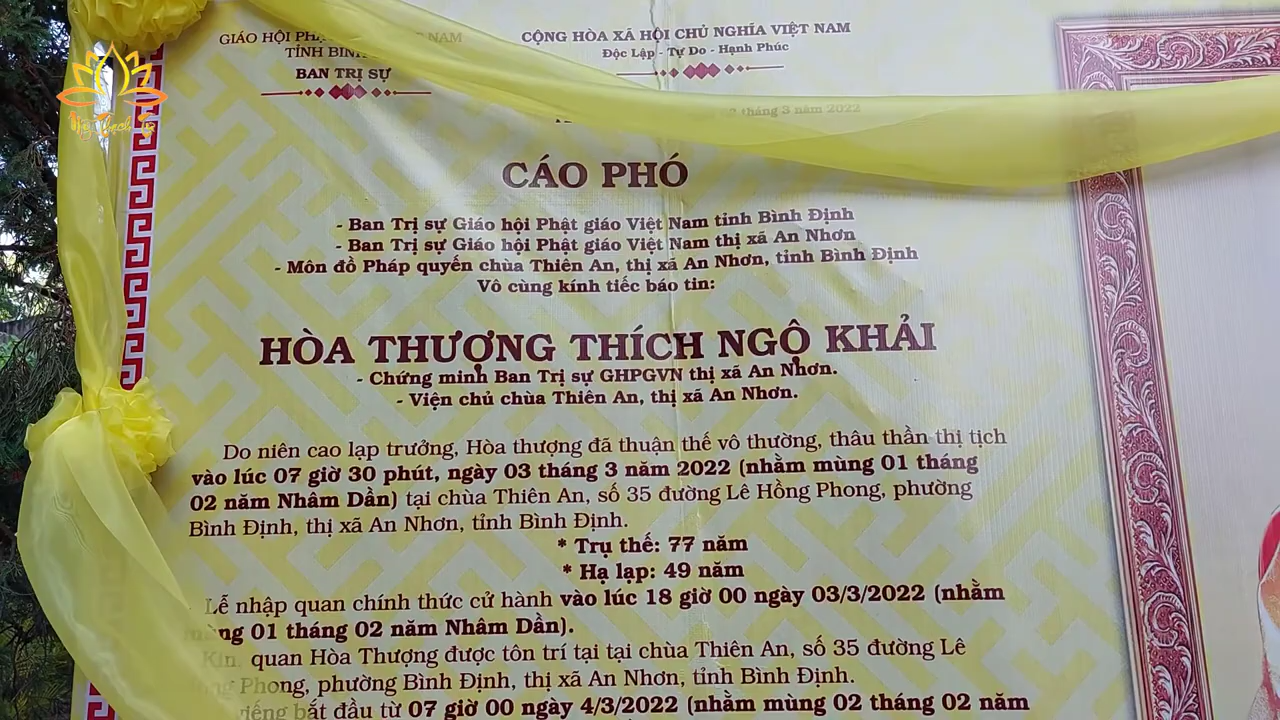 GIÁO HỘI PHẬT NAM
TỈNH BÌNH
BAN TRỊ SỰ
CỘNG HÒA XÃ HỘI CHỦ NGHĨA VIỆT NAM
Độc Lập - Tự Do - Hạnh Phúc
tháng 3 năm 2022
CÁO PHÓ
- Ban Trị sự Giáo hội Phật giáo Việt Nam tỉnh Bình Định
- Ban Trị sự Giáo hội Phật giáo Việt Nam thị xã An Nhơn
- Môn đồ Pháp quyến chùa Thiên An, thị xã An Nhơn, tỉnh Bình Định
Vô cùng kính tiếc báo tin:
HÒA THƯỢNG THÍCH NGỘ KHẢI
- Chứng minh Ban Trị sự GHPGVN thị xã An Nhơn.
- Viện chủ chùa Thiên An, thị xã An Nhơn.
Do niên cao lạp trưởng, Hòa thượng đã thuận thế vô thường, thâu thần thị tịch
vào lúc 07 giờ 30 phút, ngày 03 tháng 3 năm 2022 (nhằm mùng 01 tháng
02 năm Nhâm Dần) tại chùa Thiên An, số 35 đường Lê Hồng Phong, phường
Bình Định, thị xã An Nhơn, tỉnh Bình Định.
* Trụ thế: 77 năm
* Hạ lạp: 49 năm
Lễ nhập quan chính thức cử hành vào lúc 18 giờ 00 ngày 03/3/2022 (nhằm
mùng 01 tháng 02 năm Nhâm Dần).
Kim quan Hòa Thượng được tôn trí tại tại chùa Thiên An, số 35 đường Lê
Phong, phường Bình Định, thị xã An Nhơn, tỉnh Bình Định.
viếng bắt đầu từ 07 giờ 00 ngày 4/3/2022 (nhằm mùng 02 tháng 02 năm